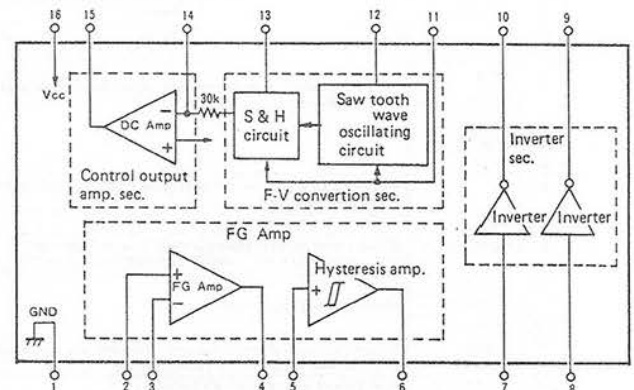 16 15 14 13 12 11 10 9
Vcc
DC Amp
−
+
Control output
amp. sec.
30k
S & H
circuit
Saw tooth
wave
oscillating
circuit
F-V convertion sec.
Inverter
sec.
Inverter
Inverter
FG Amp
+
FG Amp
−
Hysteresis amp.
+
GND
1 2 3 4 5 6 7 8